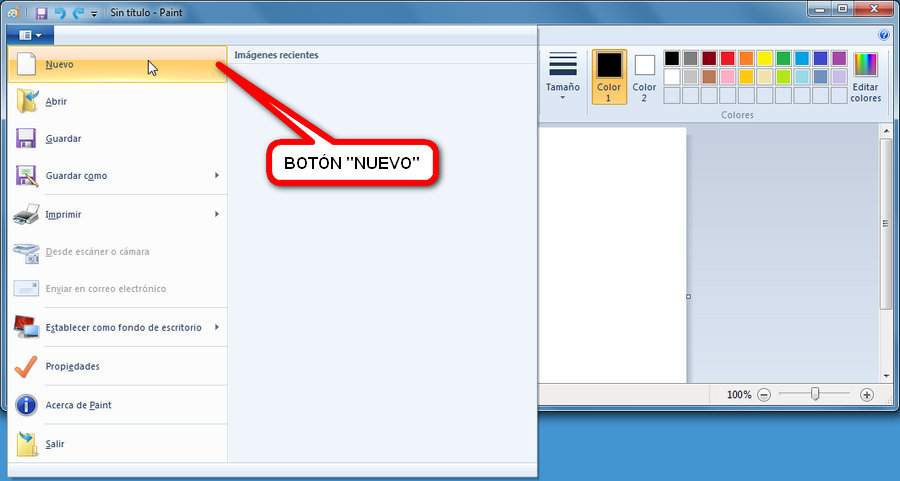 Sin título - Paint
Nuevo
Abrir
Guardar
Guardar como
Imprimir
Desde escáner o cámara
Enviar en correo electrónico
Establecer como fondo de escritorio
Propiedades
Acerca de Paint
Salir
Imágenes recientes
BOTÓN "NUEVO"
Tamaño
Color
1
Color
2
Editar
colores
Colores
100%